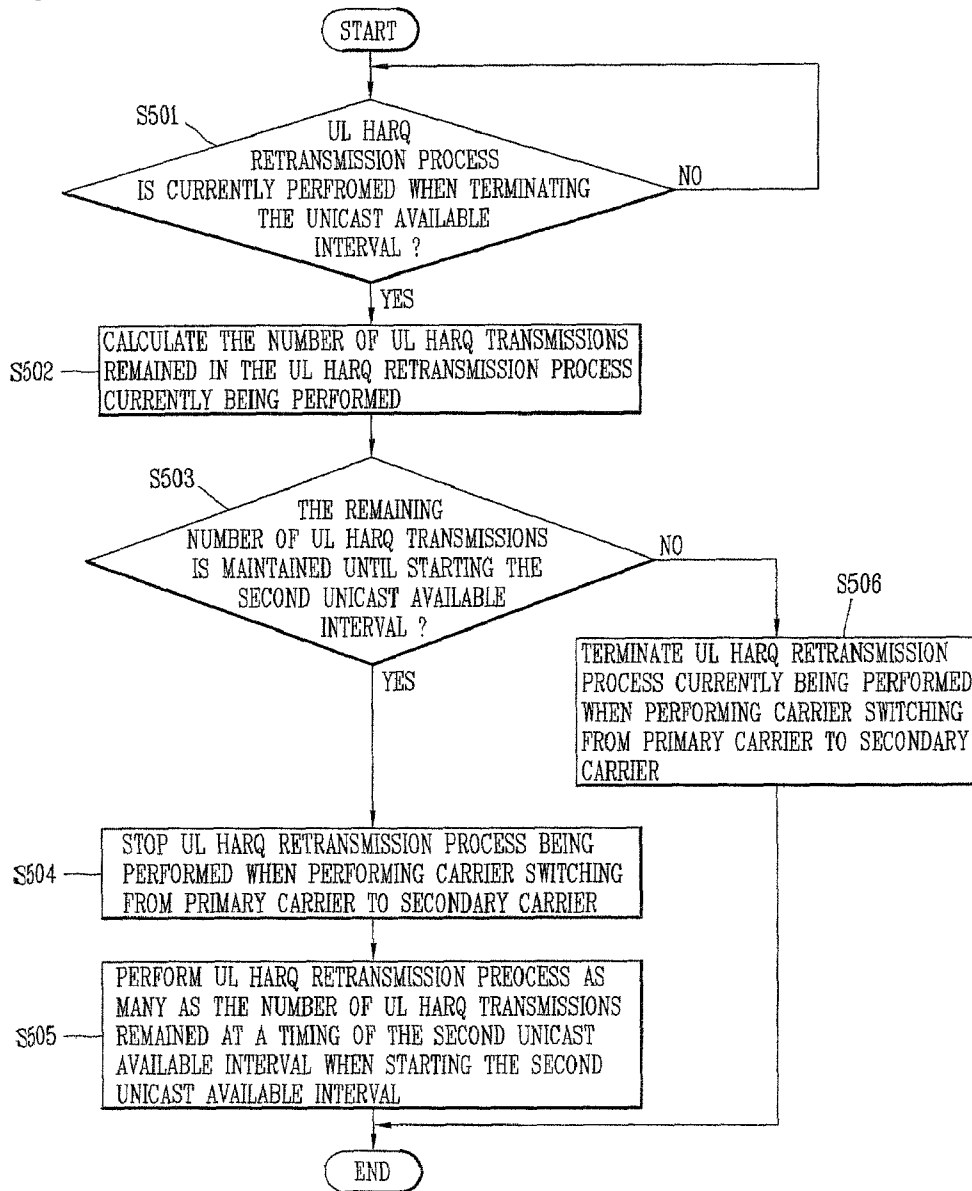 START
S501
UL HARQ
RETRANSMISSION PROCESS
IS CURRENTLY PERFROMED WHEN TERMINATING
THE UNICAST AVAILABLE
INTERVAL ?
NO
YES
S502
CALCULATE THE NUMBER OF UL HARQ TRANSMISSIONS
REMAINED IN THE UL HARQ RETRANSMISSION PROCESS
CURRENTLY BEING PERFORMED
S503
THE REMAINING
NUMBER OF UL HARQ TRANSMISSIONS
IS MAINTAINED UNTIL STARTING THE
SECOND UNICAST AVAILABLE
INTERVAL ?
NO
YES
S506
TERMINATE UL HARQ RETRANSMISSION
PROCESS CURRENTLY BEING PERFORMED
WHEN PERFORMING CARRIER SWITCHING
FROM PRIMARY CARRIER TO SECONDARY
CARRIER
S504
STOP UL HARQ RETRANSMISSION PROCESS BEING
PERFORMED WHEN PERFORMING CARRIER SWITCHING
FROM PRIMARY CARRIER TO SECONDARY CARRIER
S505
PERFORM UL HARQ RETRANSMISSION PREOCESS AS
MANY AS THE NUMBER OF UL HARQ TRANSMISSIONS
REMAINED AT A TIMING OF THE SECOND UNICAST
AVAILABLE INTERVAL WHEN STARTING THE SECOND
UNICAST AVAILABLE INTERVAL
END